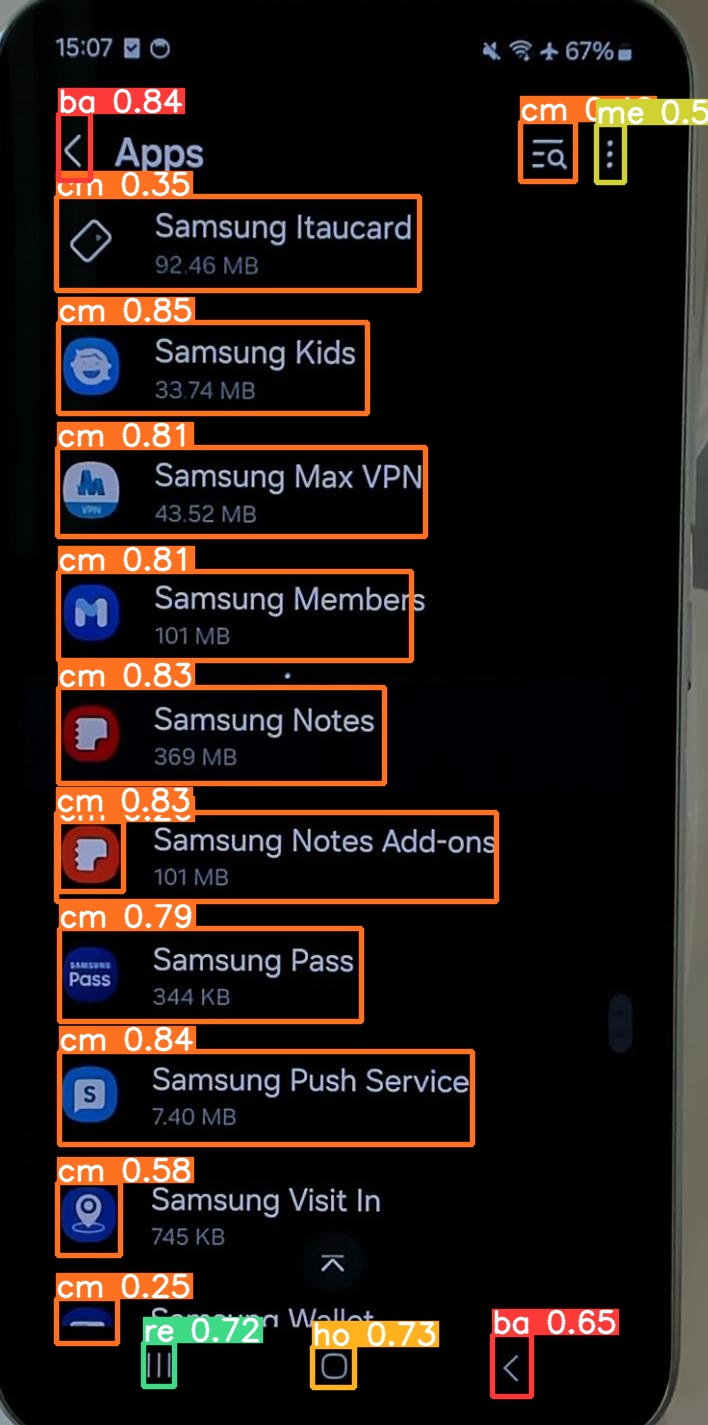 15:07 67%
ba 0.84
cm 0. me 0.5
Apps
cm 0.35
Samsung Itaucard
92.46 MB
cm 0.85
Samsung Kids
33.74 MB
cm 0.81
Samsung Max VPN
VPN
43.52 MB
cm 0.81
Samsung Members
101 MB
cm 0.83
Samsung Notes
369 MB
cm 0.83
Samsung Notes Add-ons
101 MB
cm 0.79
Samsung Pass
SAMSUNG
Pass
344 KB
cm 0.84
Samsung Push Service
S
7.40 MB
cm 0.58
Samsung Visit In
745 KB
cm 0.25
Samsung Wallet
re 0.72 ho 0.73 ba 0.65